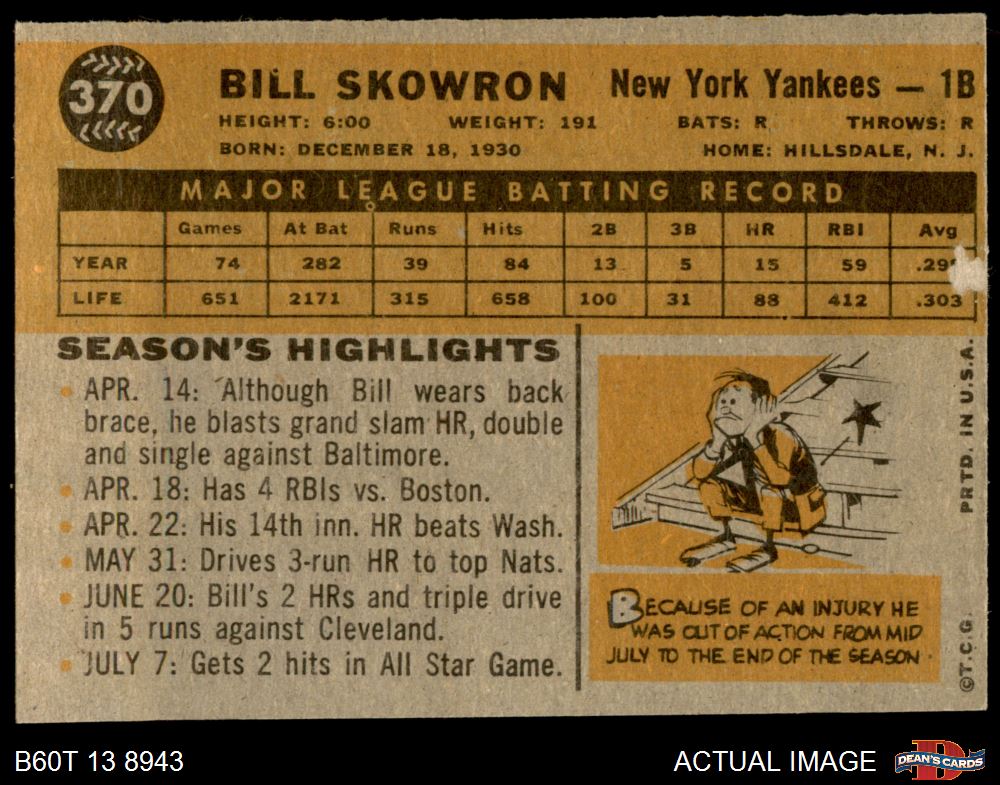 370
BILL SKOWRON New York Yankees — 1B
HEIGHT: 6:00 WEIGHT: 191 BATS: R THROWS: R
BORN: DECEMBER 18, 1930 HOME: HILLSDALE, N. J.
MAJOR LEAGUE BATTING RECORD
Games At Bat Runs Hits 2B 3B HR RBI Avg
YEAR 74 282 39 84 13 5 15 59
LIFE 651 2171 315 658 100 31 88 412 .303
SEASON'S HIGHLIGHTS
• APR. 14: Although Bill wears back
brace, he blasts grand slam HR, double
and single against Baltimore.
• APR. 18: Has 4 RBIs vs. Boston.
• APR. 22: His 14th inn. HR beats Wash.
• MAY 31: Drives 3-run HR to top Nats.
• JUNE 20: Bill's 2 HRs and triple drive
in 5 runs against Cleveland.
• JULY 7: Gets 2 hits in All Star Game.
BECAUSE OF AN INJURY HE
WAS OUT OF ACTION FROM MID
JULY TO THE END OF THE SEASON.
©T.C.G. PRTD. IN U.S.A.
B60T 13 8943 ACTUAL IMAGE DEAN'S CARDS